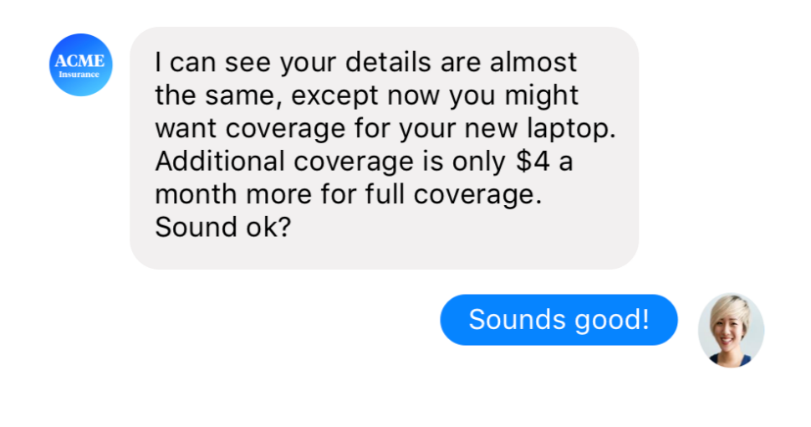 ACME
Insurance
I can see your details are almost
the same, except now you might
want coverage for your new laptop.
Additional coverage is only $4 a
month more for full coverage.
Sound ok?
Sounds good!